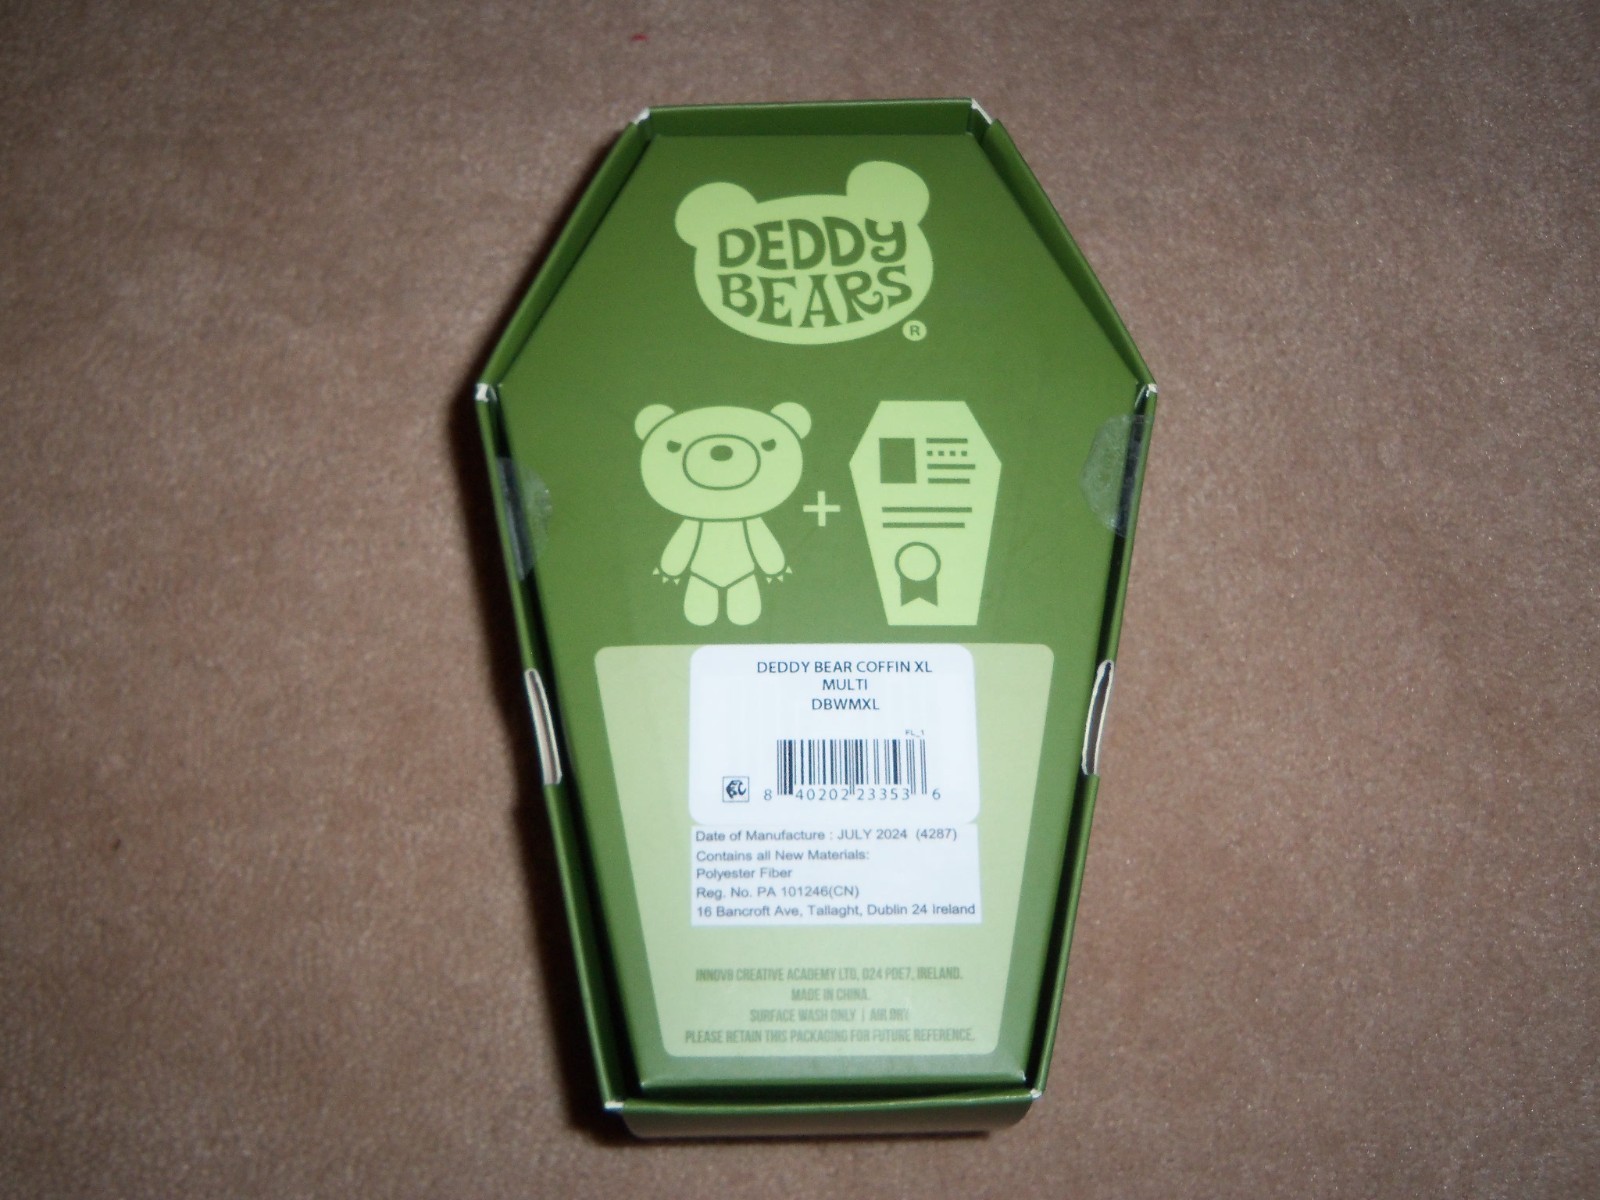 DEDDY
BEARS
®
+
DEDDY BEAR COFFIN XL
MULTI
DBWMXL
FL_1
8 40202 23353 6
Date of Manufacture : JULY 2024 (4287)
Contains all New Materials:
Polyester Fiber
Reg. No. PA 101246(CN)
16 Bancroft Ave, Tallaght, Dublin 24 Ireland
INNOV8 CREATIVE ACADEMY LTD, D24 PDE7, IRELAND.
MADE IN CHINA.
SURFACE WASH ONLY | AIR DRY
PLEASE RETAIN THIS PACKAGING FOR FUTURE REFERENCE.